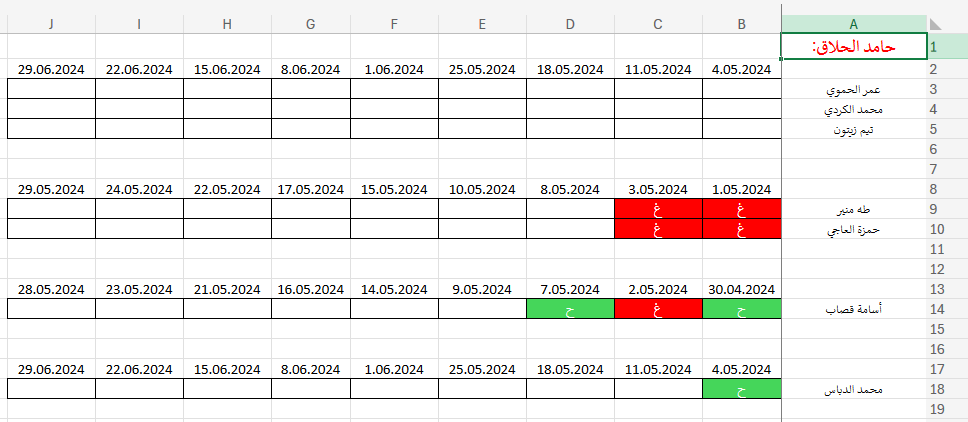 A B C D E F G H I J
1 حامد الحلاق:
2 4.05.2024 11.05.2024 18.05.2024 25.05.2024 1.06.2024 8.06.2024 15.06.2024 22.06.2024 29.06.2024
3 عمر الحموي
4 محمد الكردي
5 تيم زيتون
6
7
8 1.05.2024 3.05.2024 8.05.2024 10.05.2024 15.05.2024 17.05.2024 22.05.2024 24.05.2024 29.05.2024
9 طه منير غ غ
10 حمزة العاجي غ غ
11
12
13 30.04.2024 2.05.2024 7.05.2024 9.05.2024 14.05.2024 16.05.2024 21.05.2024 23.05.2024 28.05.2024
14 أسامة قصاب ح غ ح
15
16
17 4.05.2024 11.05.2024 18.05.2024 25.05.2024 1.06.2024 8.06.2024 15.06.2024 22.06.2024 29.06.2024
18 محمد الدباس ح
19